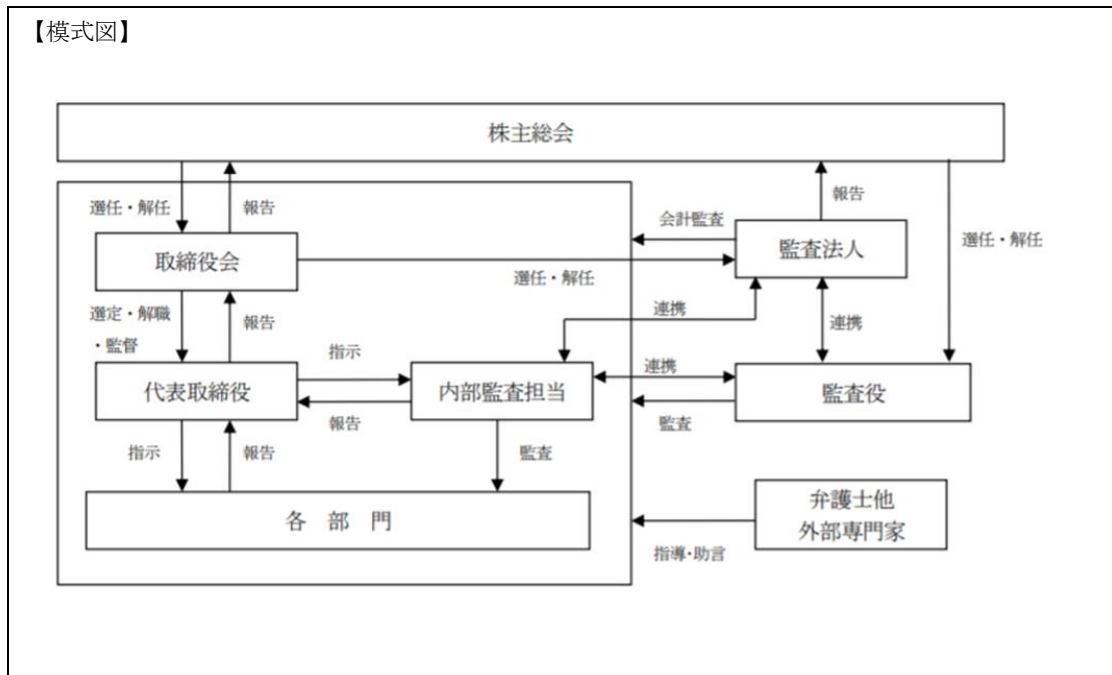 【模式図】
株主総会
選任・解任
報告
報告
会計監査
監査法人
選任・解任
取締役会
選任・解任
選定・解職
・監督
報告
連携
連携
指示
代表取締役
内部監査担当
連携
監査役
報告
監査
指示
報告
監査
各 部 門
弁護士他
外部専門家
指導・助言